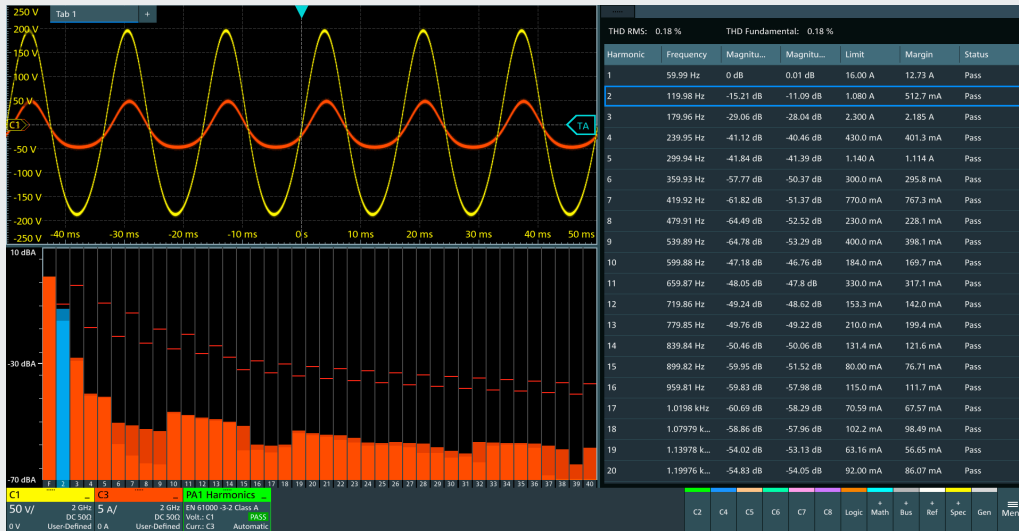 250 V
Tab 1
+
200 V
150 V
100 V
50 V
C1
TA
-50 V
-100 V
-150 V
-200 V
-250 V
-40 ms -30 ms -20 ms -10 ms 0 s 10 ms 20 ms 30 ms 40 ms 50 ms
10 dBA
-30 dBA
-70 dBA
F 2 3 4 5 6 7 8 9 10 11 12 13 14 15 16 17 18 19 20 21 22 23 24 25 26 27 28 29 30 31 32 33 34 35 36 37 38 39 40
THD RMS: 0.18 % THD Fundamental: 0.18 %
Harmonic Frequency Magnitu... Magnitu... Limit Margin Status
1 59.99 Hz 0 dB 0.01 dB 16.00 A 12.73 A Pass
2 119.98 Hz -15.21 dB -11.09 dB 1.080 A 512.7 mA Pass
3 179.96 Hz -29.06 dB -28.04 dB 2.300 A 2.185 A Pass
4 239.95 Hz -41.12 dB -40.46 dB 430.0 mA 401.3 mA Pass
5 299.94 Hz -41.84 dB -41.39 dB 1.140 A 1.114 A Pass
6 359.93 Hz -57.77 dB -50.37 dB 300.0 mA 295.8 mA Pass
7 419.92 Hz -61.82 dB -51.37 dB 770.0 mA 767.3 mA Pass
8 479.91 Hz -64.49 dB -52.52 dB 230.0 mA 228.1 mA Pass
9 539.89 Hz -64.78 dB -53.29 dB 400.0 mA 398.1 mA Pass
10 599.88 Hz -47.18 dB -46.76 dB 184.0 mA 169.7 mA Pass
11 659.87 Hz -48.05 dB -47.8 dB 330.0 mA 317.1 mA Pass
12 719.86 Hz -49.24 dB -48.62 dB 153.3 mA 142.0 mA Pass
13 779.85 Hz -49.76 dB -49.22 dB 210.0 mA 199.4 mA Pass
14 839.84 Hz -50.46 dB -50.06 dB 131.4 mA 121.6 mA Pass
15 899.82 Hz -59.95 dB -51.52 dB 80.00 mA 76.71 mA Pass
16 959.81 Hz -59.83 dB -57.98 dB 115.0 mA 111.7 mA Pass
17 1.0198 kHz -60.69 dB -58.29 dB 70.59 mA 67.57 mA Pass
18 1.07979 k... -58.86 dB -57.96 dB 102.2 mA 98.49 mA Pass
19 1.13978 k... -54.02 dB -53.13 dB 63.16 mA 56.65 mA Pass
20 1.19976 k... -54.83 dB -54.05 dB 92.00 mA 86.07 mA Pass
C1 C3 PA1 Harmonics
50 V/ 2 GHz 5 A/ 2 GHz EN 61000 -3-2 Class A
DC 50Ω DC 50Ω Volt.: C1 PASS
0 V User-Defined 0 A User-Defined Curr.: C3 Automatic
C2 C4 C5 C6 C7 C8 Logic Math + Bus + Ref + Spec Gen Men